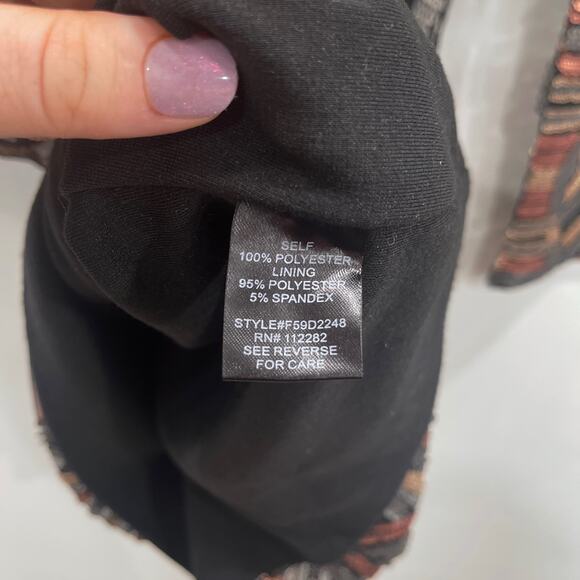 SELF
100% POLYESTER
LINING
95% POLYESTER
5% SPANDEX
STYLE#F59D2248
RN# 112282
SEE REVERSE
FOR CARE